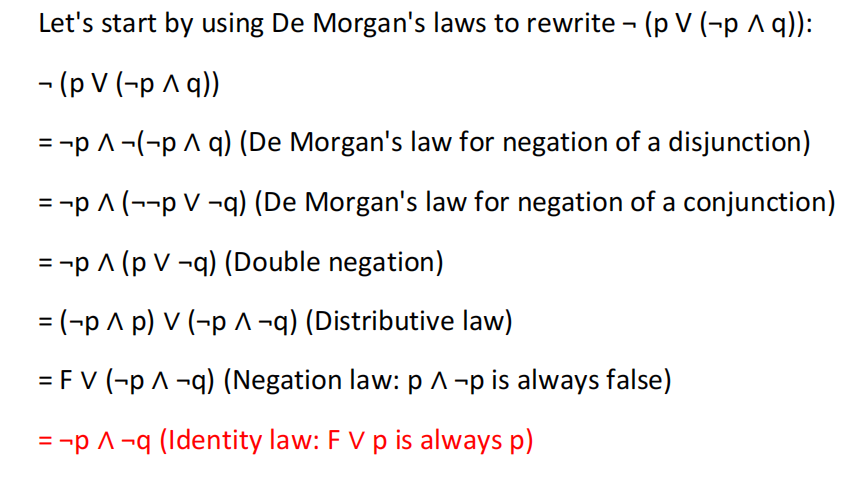 Let's start by using De Morgan's laws to rewrite ¬ (p V (¬p ∧ q)):
¬ (p V (¬p ∧ q))
= ¬p ∧ ¬(¬p ∧ q) (De Morgan's law for negation of a disjunction)
= ¬p ∧ (¬¬p ∨ ¬q) (De Morgan's law for negation of a conjunction)
= ¬p ∧ (p ∨ ¬q) (Double negation)
= (¬p ∧ p) ∨ (¬p ∧ ¬q) (Distributive law)
= F ∨ (¬p ∧ ¬q) (Negation law: p ∧ ¬p is always false)
= ¬p ∧ ¬q (Identity law: F ∨ p is always p)